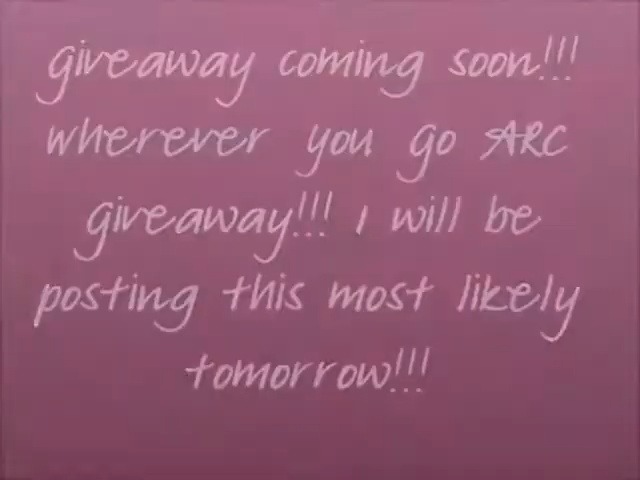 giveaway coming soon!!!
wherever you go ARC
giveaway!!! I will be
posting this most likely
tomorrow!!!